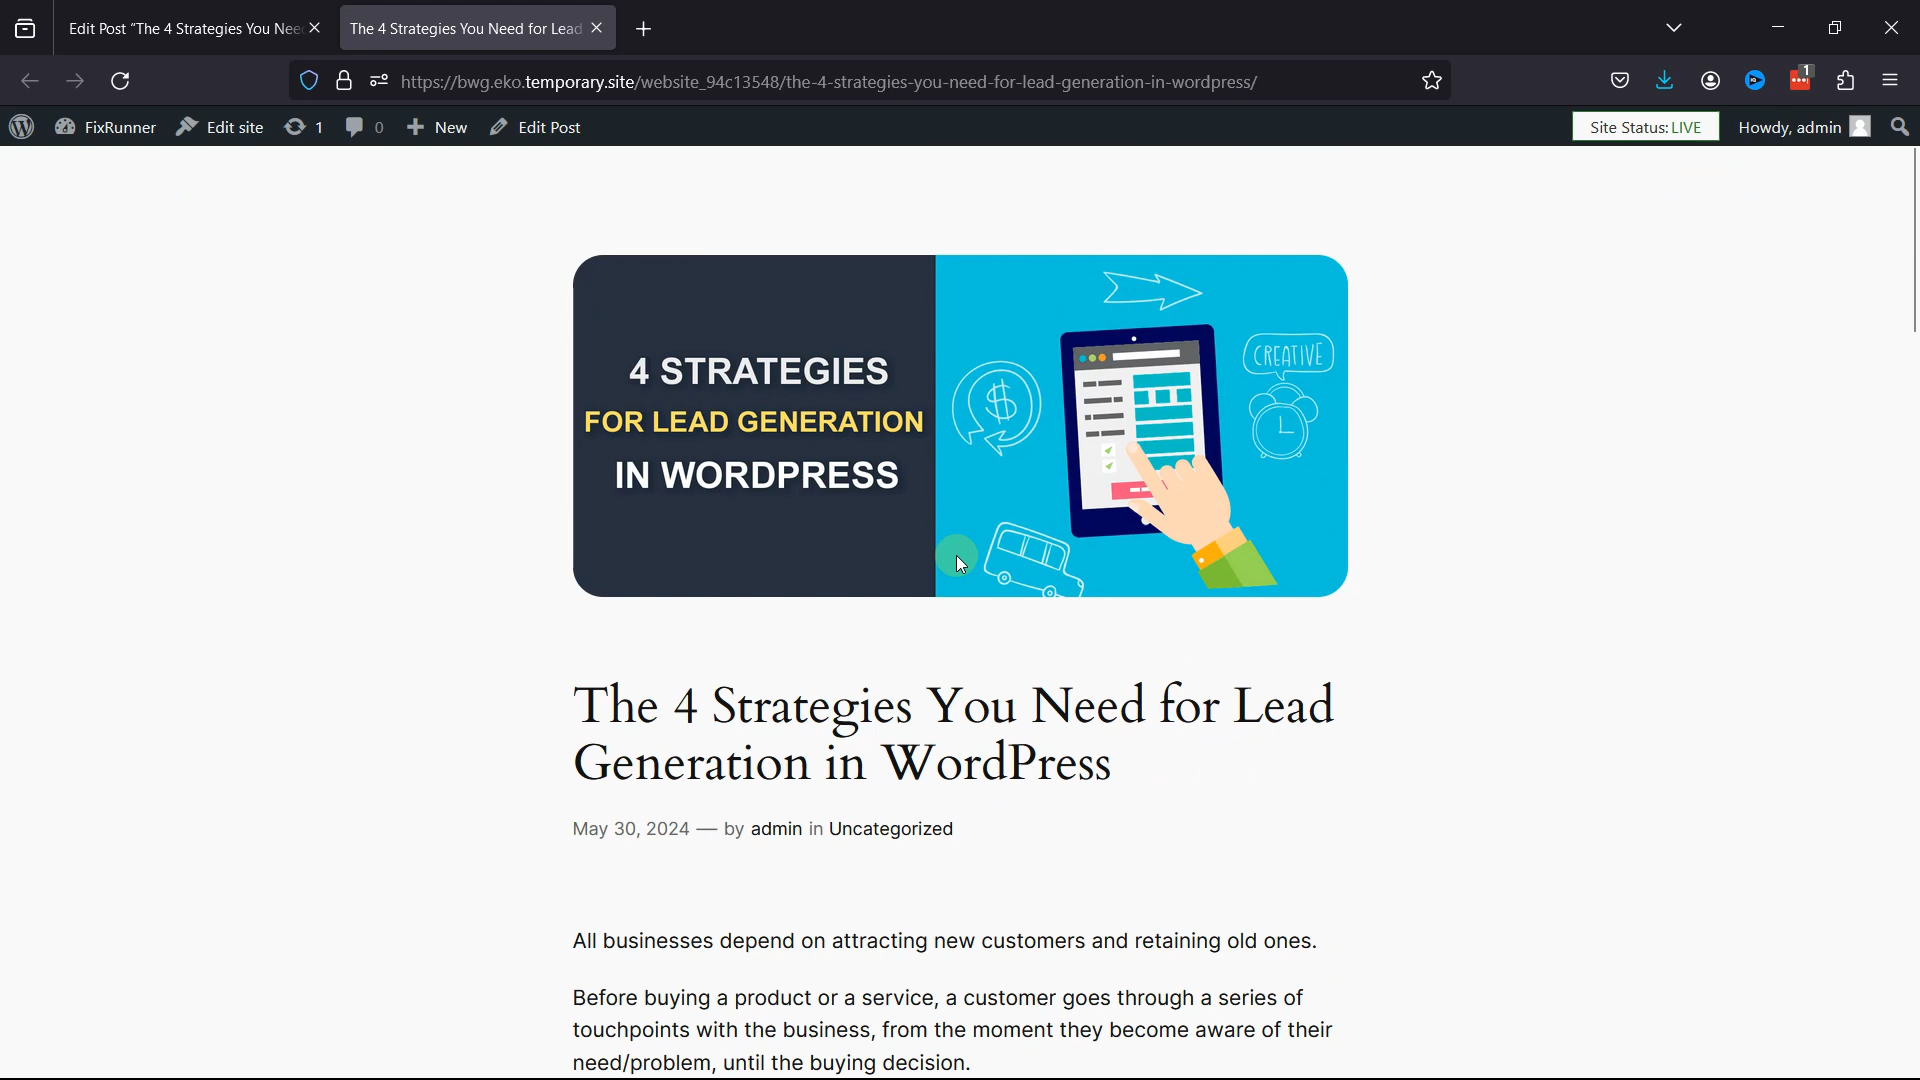 Edit Post “The 4 Strategies You Need
The 4 Strategies You Need for Lead
https://bwg.eko.temporary.site/website_94c13548/the-4-strategies-you-need-for-lead-generation-in-wordpress/
1
FixRunner
Edit site
1
0
New
Edit Post
Site Status: LIVE
Howdy, admin
4 STRATEGIES
FOR LEAD GENERATION
IN WORDPRESS
CREATIVE
$
The 4 Strategies You Need for Lead
Generation in WordPress
May 30, 2024 — by admin in Uncategorized
All businesses depend on attracting new customers and retaining old ones.
Before buying a product or a service, a customer goes through a series of
touchpoints with the business, from the moment they become aware of their
need/problem, until the buying decision.